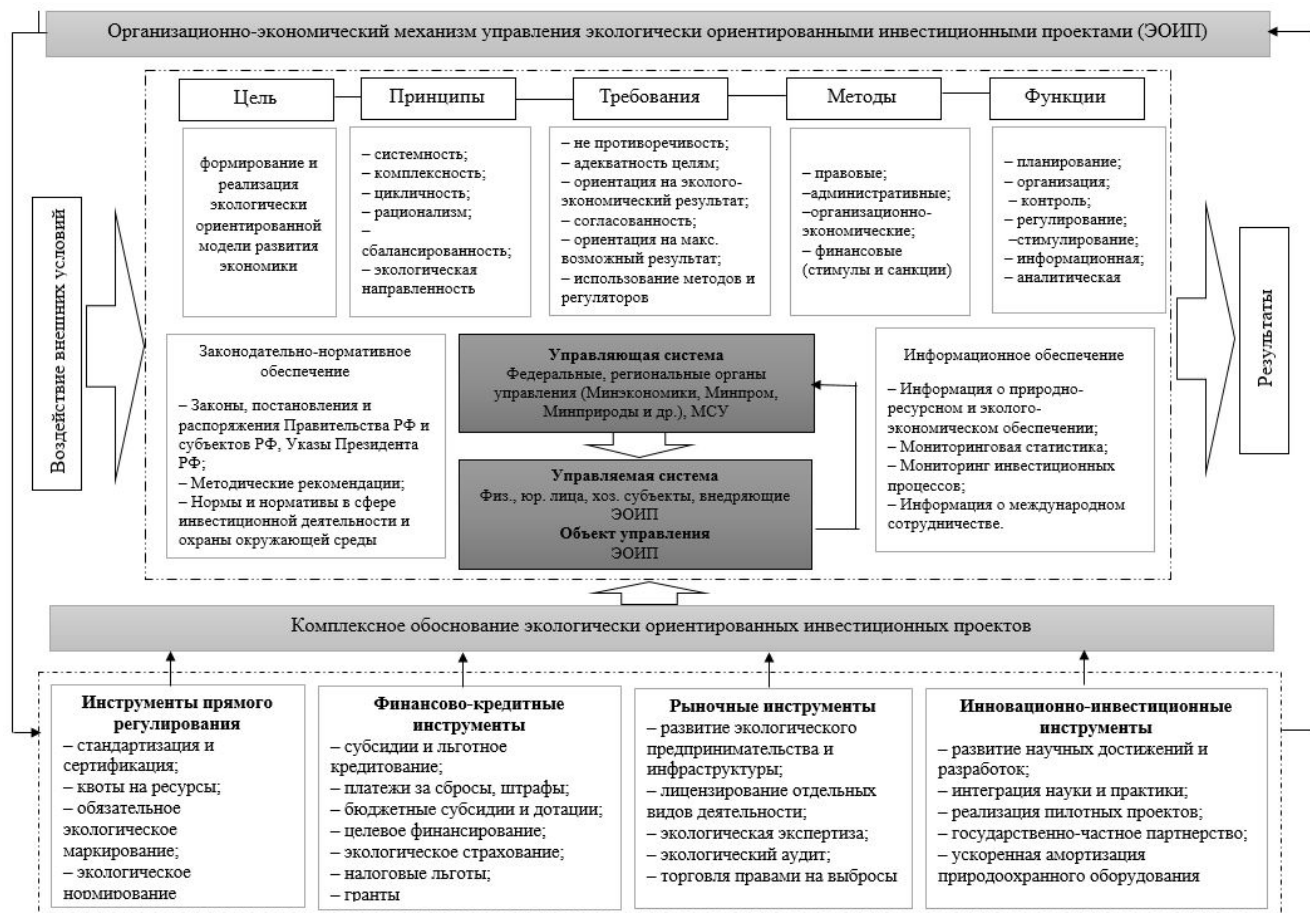 Организационно-экономический механизм управления экологически ориентированными инвестиционными проектами (ЭОИП)
Цель
формирование и
реализация
экологически
ориентированной
модели развития
экономики
Принципы
– системность;
– комплексность;
– цикличность;
– рационализм;
–
сбалансированность;
– экологическая
направленность
Требования
– не противоречивость;
– адекватность целям;
– ориентация на эколого-
экономический результат;
– согласованность;
– ориентация на макс.
возможный результат;
– использование методов и
регуляторов
Методы
– правовые;
–административные;
–организационно-
экономические;
– финансовые
(стимулы и санкции)
Функции
– планирование;
– организация;
– контроль;
– регулирование;
–стимулирование;
– информационная;
– аналитическая
Воздействие внешних условий
Законодательно-нормативное
обеспечение
– Законы, постановления и
распоряжения Правительства РФ и
субъектов РФ, Указы Президента
РФ;
– Методические рекомендации;
– Нормы и нормативы в сфере
инвестиционной деятельности и
охраны окружающей среды
Управляющая система
Федеральные, региональные органы
управления (Минэкономики, Минпром,
Минприроды и др.), МСУ
Управляемая система
Физ., юр. лица, хоз. субъекты, внедряющие
ЭОИП
Объект управления
ЭОИП
Информационное обеспечение
– Информация о природно-
ресурсном и эколого-
экономическом обеспечении;
– Мониторинговая статистика;
– Мониторинг инвестиционных
процессов;
– Информация о международном
сотрудничестве.
Результаты
Комплексное обоснование экологически ориентированных инвестиционных проектов
Инструменты прямого
регулирования
– стандартизация и
сертификация;
– квоты на ресурсы;
– обязательное
экологическое
маркирование;
– экологическое
нормирование
Финансово-кредитные
инструменты
– субсидии и льготное
кредитование;
– платежи за сбросы, штрафы;
– бюджетные субсидии и дотации;
– целевое финансирование;
– экологическое страхование;
– налоговые льготы;
– гранты
Рыночные инструменты
– развитие экологического
предпринимательства и
инфраструктуры;
– лицензирование отдельных
видов деятельности;
– экологическая экспертиза;
– экологический аудит;
– торговля правами на выбросы
Инновационно-инвестиционные
инструменты
– развитие научных достижений и
разработок;
– интеграция науки и практики;
– реализация пилотных проектов;
– государственно-частное партнерство;
– ускоренная амортизация
природоохранного оборудования